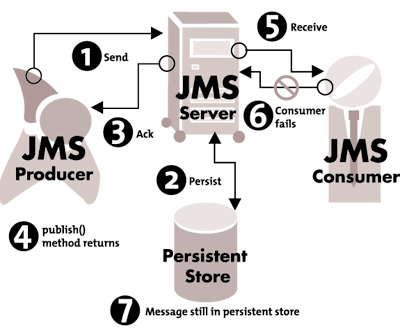 1 Send
5 Receive
JMS
Server
3 Ack
6 Consumer
fails
JMS
Producer
JMS
Consumer
2 Persist
4 publish()
method returns
Persistent
Store
7 Message still in persistent store